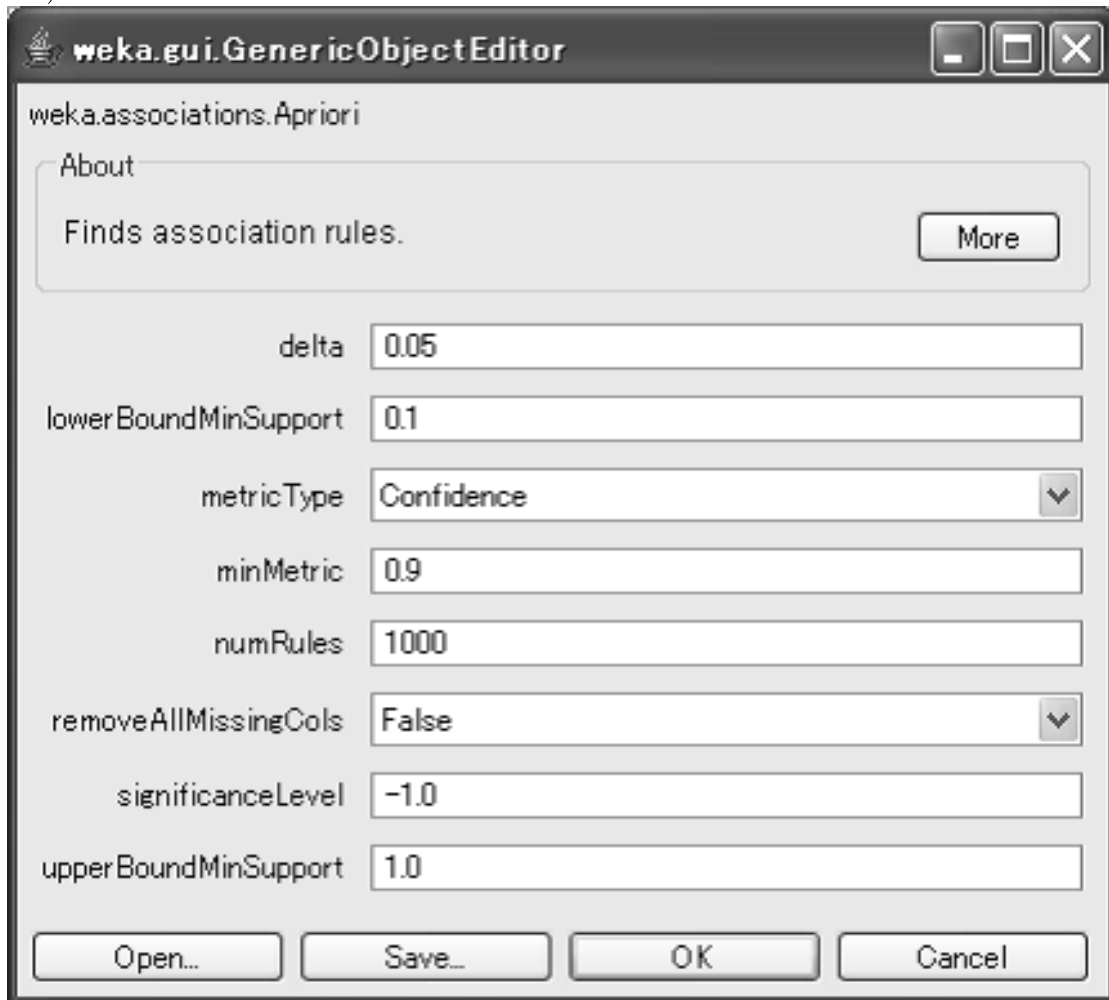 weka.gui.GenericObjectEditor
weka.associations.Apriori
About
Finds association rules.
More
delta 0.05
lowerBoundMinSupport 0.1
metricType Confidence
minMetric 0.9
numRules 1000
removeAllMissingCols False
significanceLevel -1.0
upperBoundMinSupport 1.0
Open... Save... OK Cancel